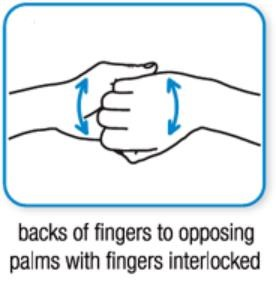 backs of fingers to opposing
palms with fingers interlocked